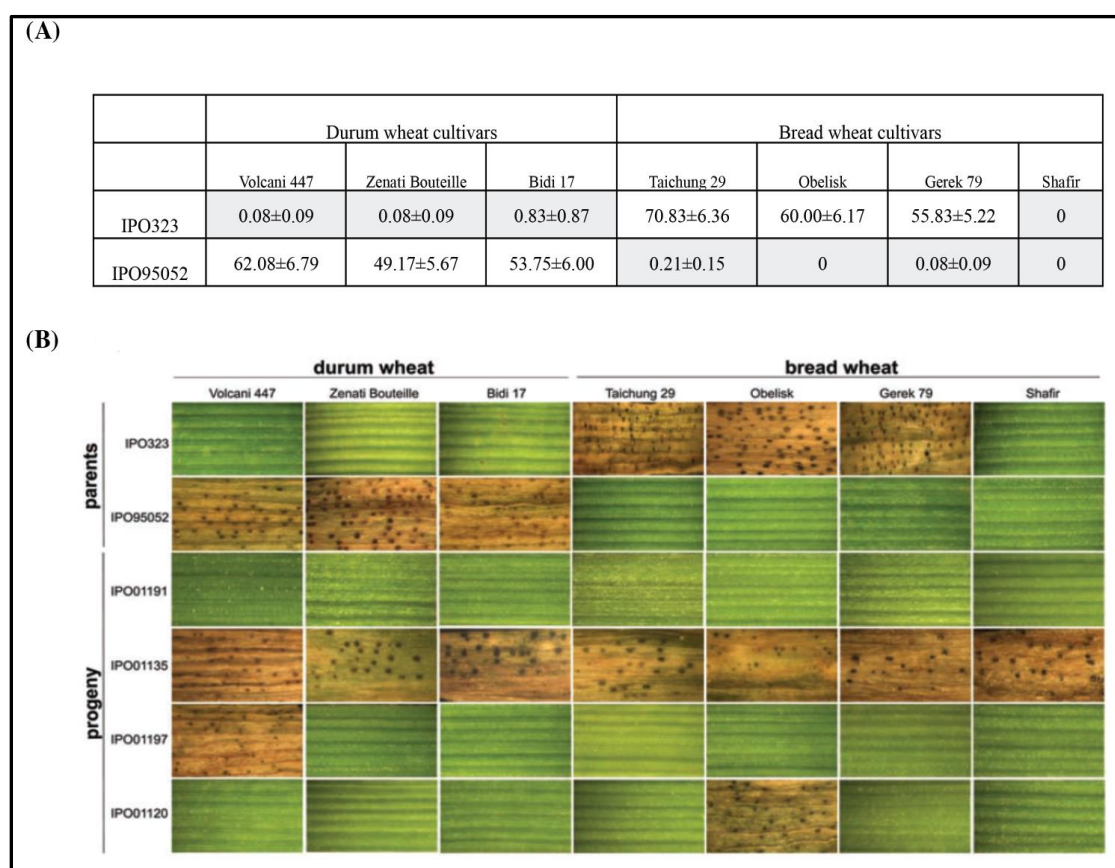 (A)
Durum wheat cultivars Bread wheat cultivars
Volcani 447 Zenati Bouteille Bidi 17 Taichung 29 Obelisk Gerek 79 Shafir
IPO323 0.08±0.09 0.08±0.09 0.83±0.87 70.83±6.36 60.00±6.17 55.83±5.22 0
IPO95052 62.08±6.79 49.17±5.67 53.75±6.00 0.21±0.15 0 0.08±0.09 0
(B)
durum wheat bread wheat
Volcani 447 Zenati Bouteille Bidi 17 Taichung 29 Obelisk Gerek 79 Shafir
parents
IPO323
IPO95052
progeny
IPO01191
IPO01135
IPO01197
IPO01120